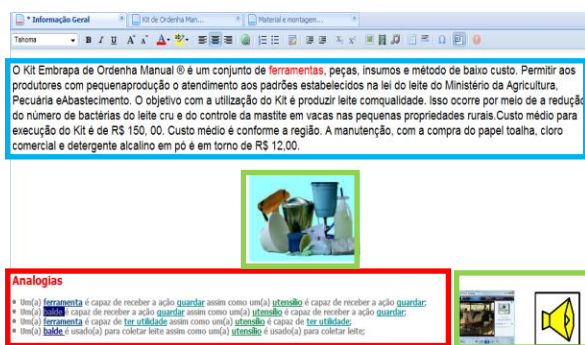 * Informação Geral
Kit de Ordenha Man...
Material e montagem...
Tahoma
O Kit Embrapa de Ordenha Manual ® é um conjunto de ferramentas, peças, insumos e método de baixo custo. Permitir aos
produtores com pequenaprodução o atendimento aos padrões estabelecidos na lei do leite do Ministério da Agricultura,
Pecuária eAbastecimento. O objetivo com a utilização do Kit é produzir leite comqualidade. Isso ocorre por meio de a redução
do número de bactérias do leite cru e do controle da mastite em vacas nas pequenas propriedades rurais.Custo médio para
execução do Kit é de R$ 150, 00. Custo médio é conforme a região. A manutenção, com a compra do papel toalha, cloro
comercial e detergente alcalino em pó é em torno de R$ 12,00.
Analogias
Um(a) ferramenta é capaz de receber a ação guardar assim como um(a) utensílio é capaz de receber a ação guardar;
Um(a) balde é capaz de receber a ação guardar assim como um(a) utensílio é capaz de receber a ação guardar;
Um(a) ferramenta é capaz de ter utilidade assim como um(a) utensílio é capaz de ter utilidade;
Um(a) balde é usado(a) para coletar leite assim como um(a) utensílio é usado(a) para coletar leite;